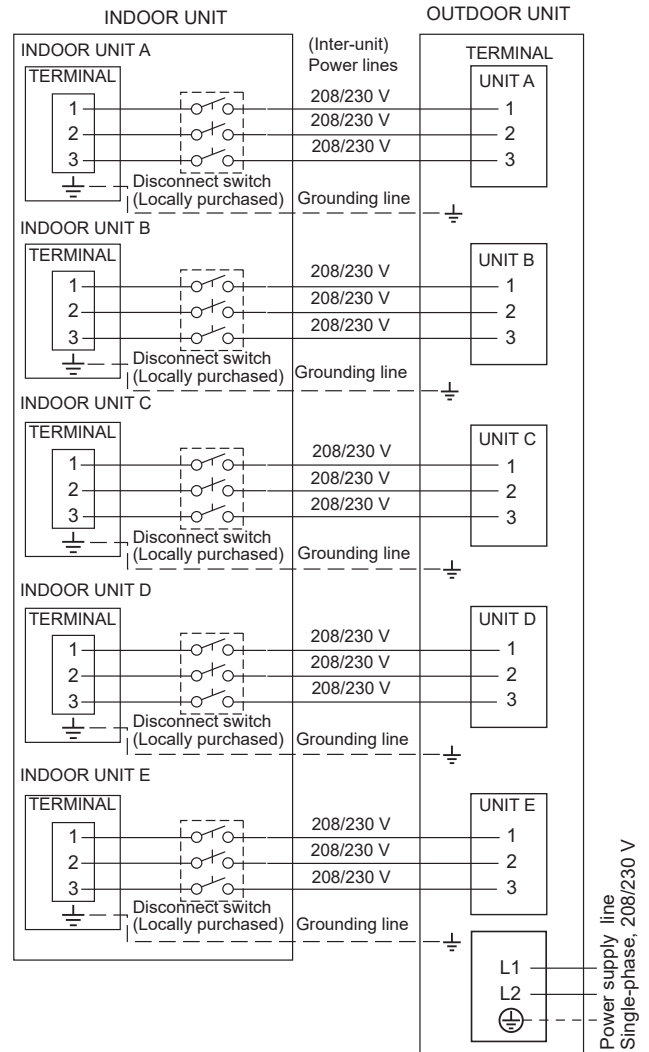 INDOOR UNIT
OUTDOOR UNIT
INDOOR UNIT A
(Inter-unit)
Power lines
TERMINAL
TERMINAL
UNIT A
1
208/230 V
1
2
208/230 V
2
3
208/230 V
3
Disconnect switch
(Locally purchased)
Grounding line
INDOOR UNIT B
TERMINAL
UNIT B
1
208/230 V
1
2
208/230 V
2
3
208/230 V
3
Disconnect switch
(Locally purchased)
Grounding line
INDOOR UNIT C
TERMINAL
UNIT C
1
208/230 V
1
2
208/230 V
2
3
208/230 V
3
Disconnect switch
(Locally purchased)
Grounding line
INDOOR UNIT D
TERMINAL
UNIT D
1
208/230 V
1
2
208/230 V
2
3
208/230 V
3
Disconnect switch
(Locally purchased)
Grounding line
INDOOR UNIT E
TERMINAL
UNIT E
1
208/230 V
1
2
208/230 V
2
3
208/230 V
3
Disconnect switch
(Locally purchased)
Grounding line
L1
L2
Power supply line
Single-phase, 208/230 V